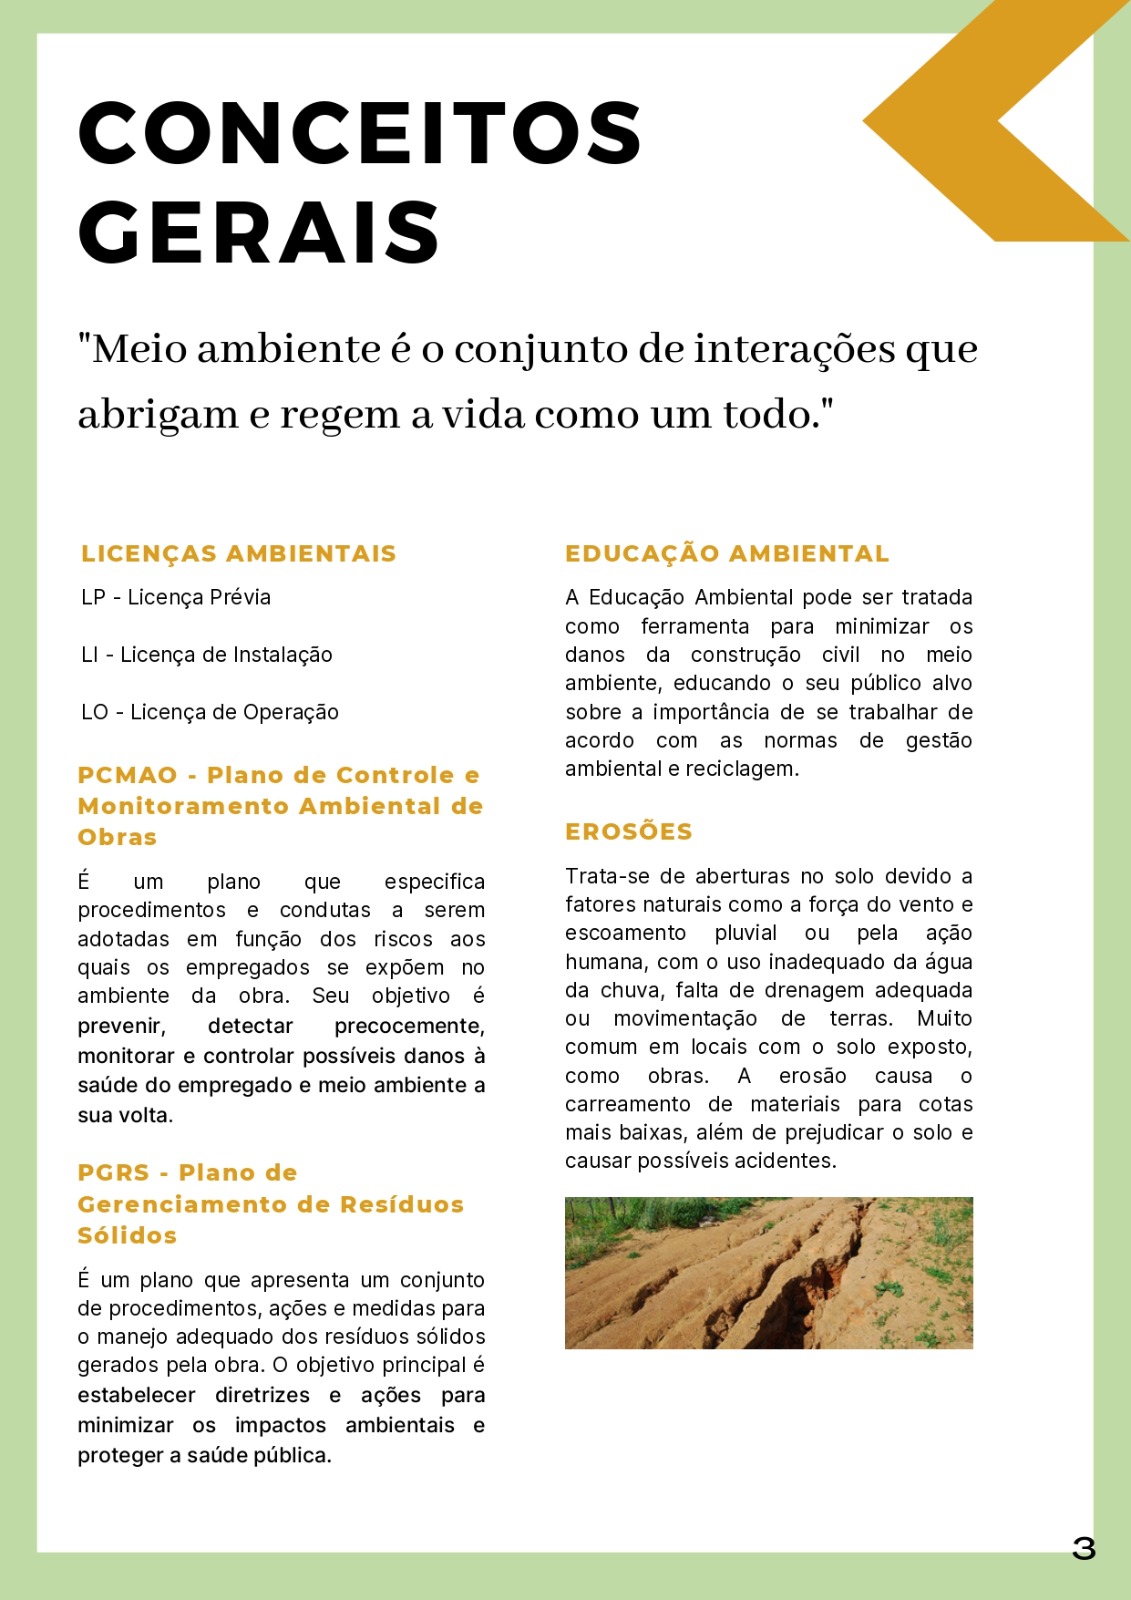 CONCEITOS
GERAIS
"Meio ambiente é o conjunto de interações que
abrigam e regem a vida como um todo."
LICENÇAS AMBIENTAIS
LP - Licença Prévia
LI - Licença de Instalação
LO - Licença de Operação
PCMAO - Plano de Controle e
Monitoramento Ambiental de
Obras
É um plano que especifica
procedimentos e condutas a serem
adotadas em função dos riscos aos
quais os empregados se expõem no
ambiente da obra. Seu objetivo é
prevenir, detectar precocemente,
monitorar e controlar possíveis danos à
saúde do empregado e meio ambiente a
sua volta.
PGRS - Plano de
Gerenciamento de Resíduos
Sólidos
É um plano que apresenta um conjunto
de procedimentos, ações e medidas para
o manejo adequado dos resíduos sólidos
gerados pela obra. O objetivo principal é
estabelecer diretrizes e ações para
minimizar os impactos ambientais e
proteger a saúde pública.
EDUCAÇÃO AMBIENTAL
A Educação Ambiental pode ser tratada
como ferramenta para minimizar os
danos da construção civil no meio
ambiente, educando o seu público alvo
sobre a importância de se trabalhar de
acordo com as normas de gestão
ambiental e reciclagem.
EROSÕES
Trata-se de aberturas no solo devido a
fatores naturais como a força do vento e
escoamento pluvial ou pela ação
humana, com o uso inadequado da água
da chuva, falta de drenagem adequada
ou movimentação de terras. Muito
comum em locais com o solo exposto,
como obras. A erosão causa o
carreamento de materiais para cotas
mais baixas, além de prejudicar o solo e
causar possíveis acidentes.
3